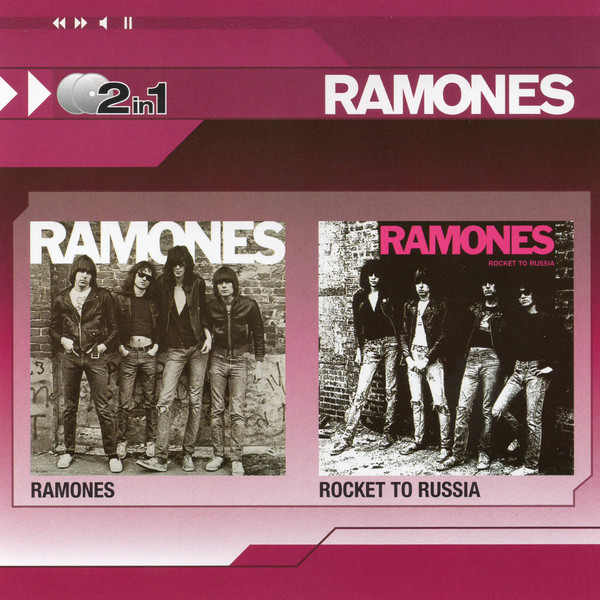 2in1
RAMONES
RAMONES
RAMONES
ROCKET TO RUSSIA
RAMONES
ROCKET TO RUSSIA